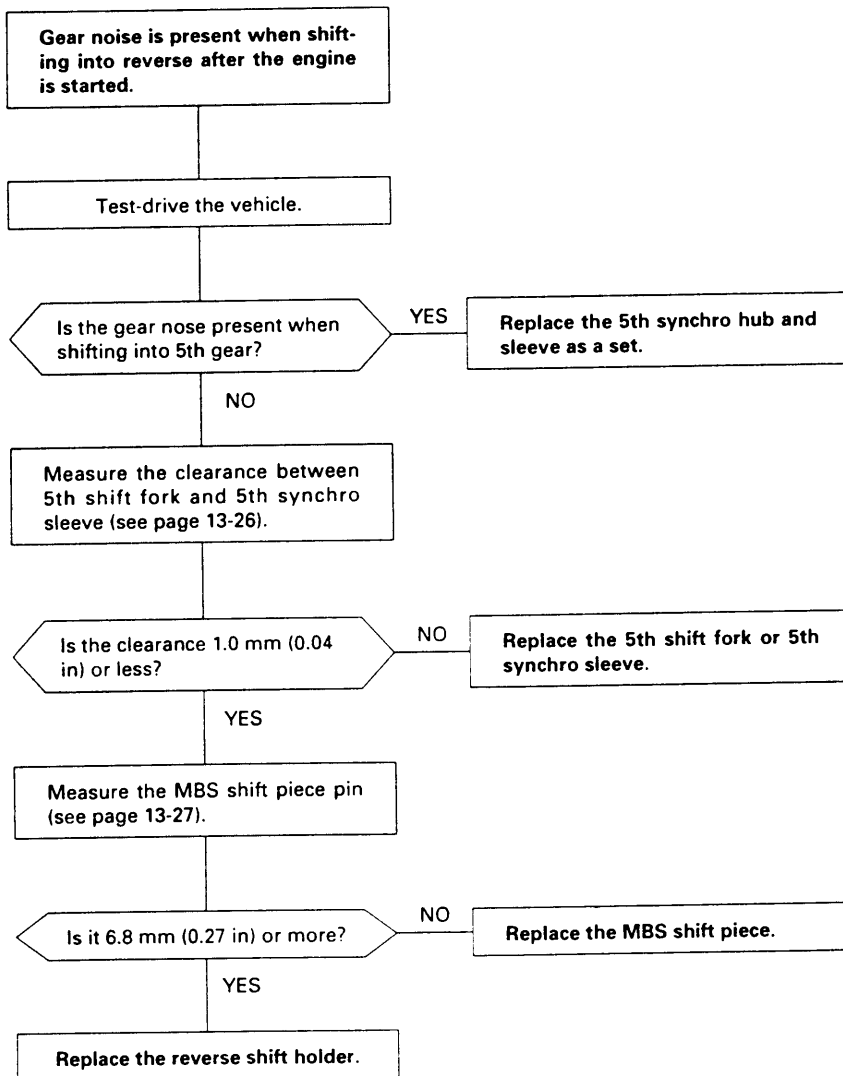 Gear noise is present when shift-
ing into reverse after the engine
is started.
Test-drive the vehicle.
Is the gear nose present when
shifting into 5th gear?
YES
Replace the 5th synchro hub and
sleeve as a set.
NO
Measure the clearance between
5th shift fork and 5th synchro
sleeve (see page 13-26).
Is the clearance 1.0 mm (0.04
in) or less?
NO
Replace the 5th shift fork or 5th
synchro sleeve.
YES
Measure the MBS shift piece pin
(see page 13-27).
Is it 6.8 mm (0.27 in) or more?
NO
Replace the MBS shift piece.
YES
Replace the reverse shift holder.